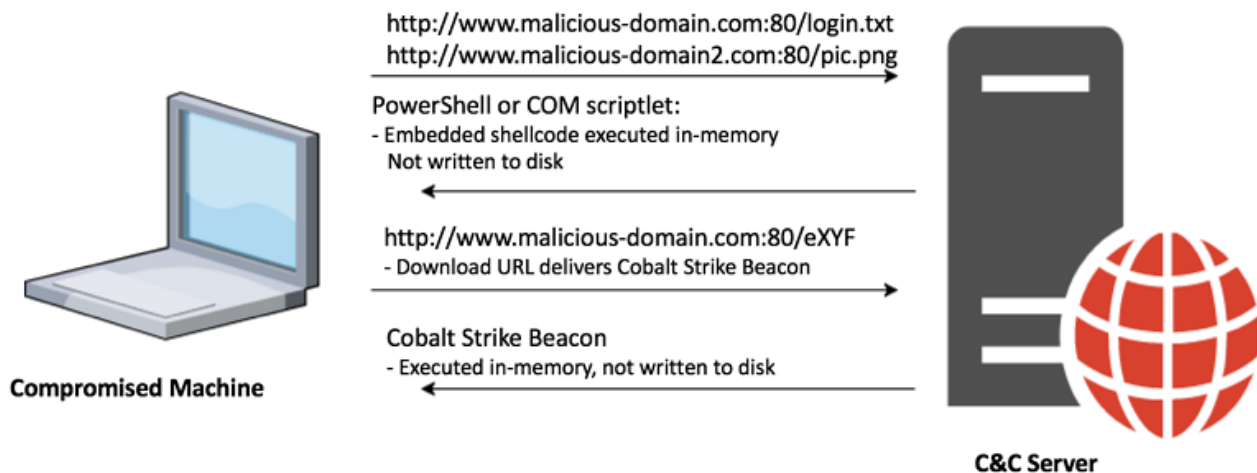 http://www.malicious-domain.com:80/login.txt
http://www.malicious-domain2.com:80/pic.png
PowerShell or COM scriptlet:
- Embedded shellcode executed in-memory
Not written to disk
http://www.malicious-domain.com:80/eXYF
- Download URL delivers Cobalt Strike Beacon
Cobalt Strike Beacon
- Executed in-memory, not written to disk
Compromised Machine
C&C Server